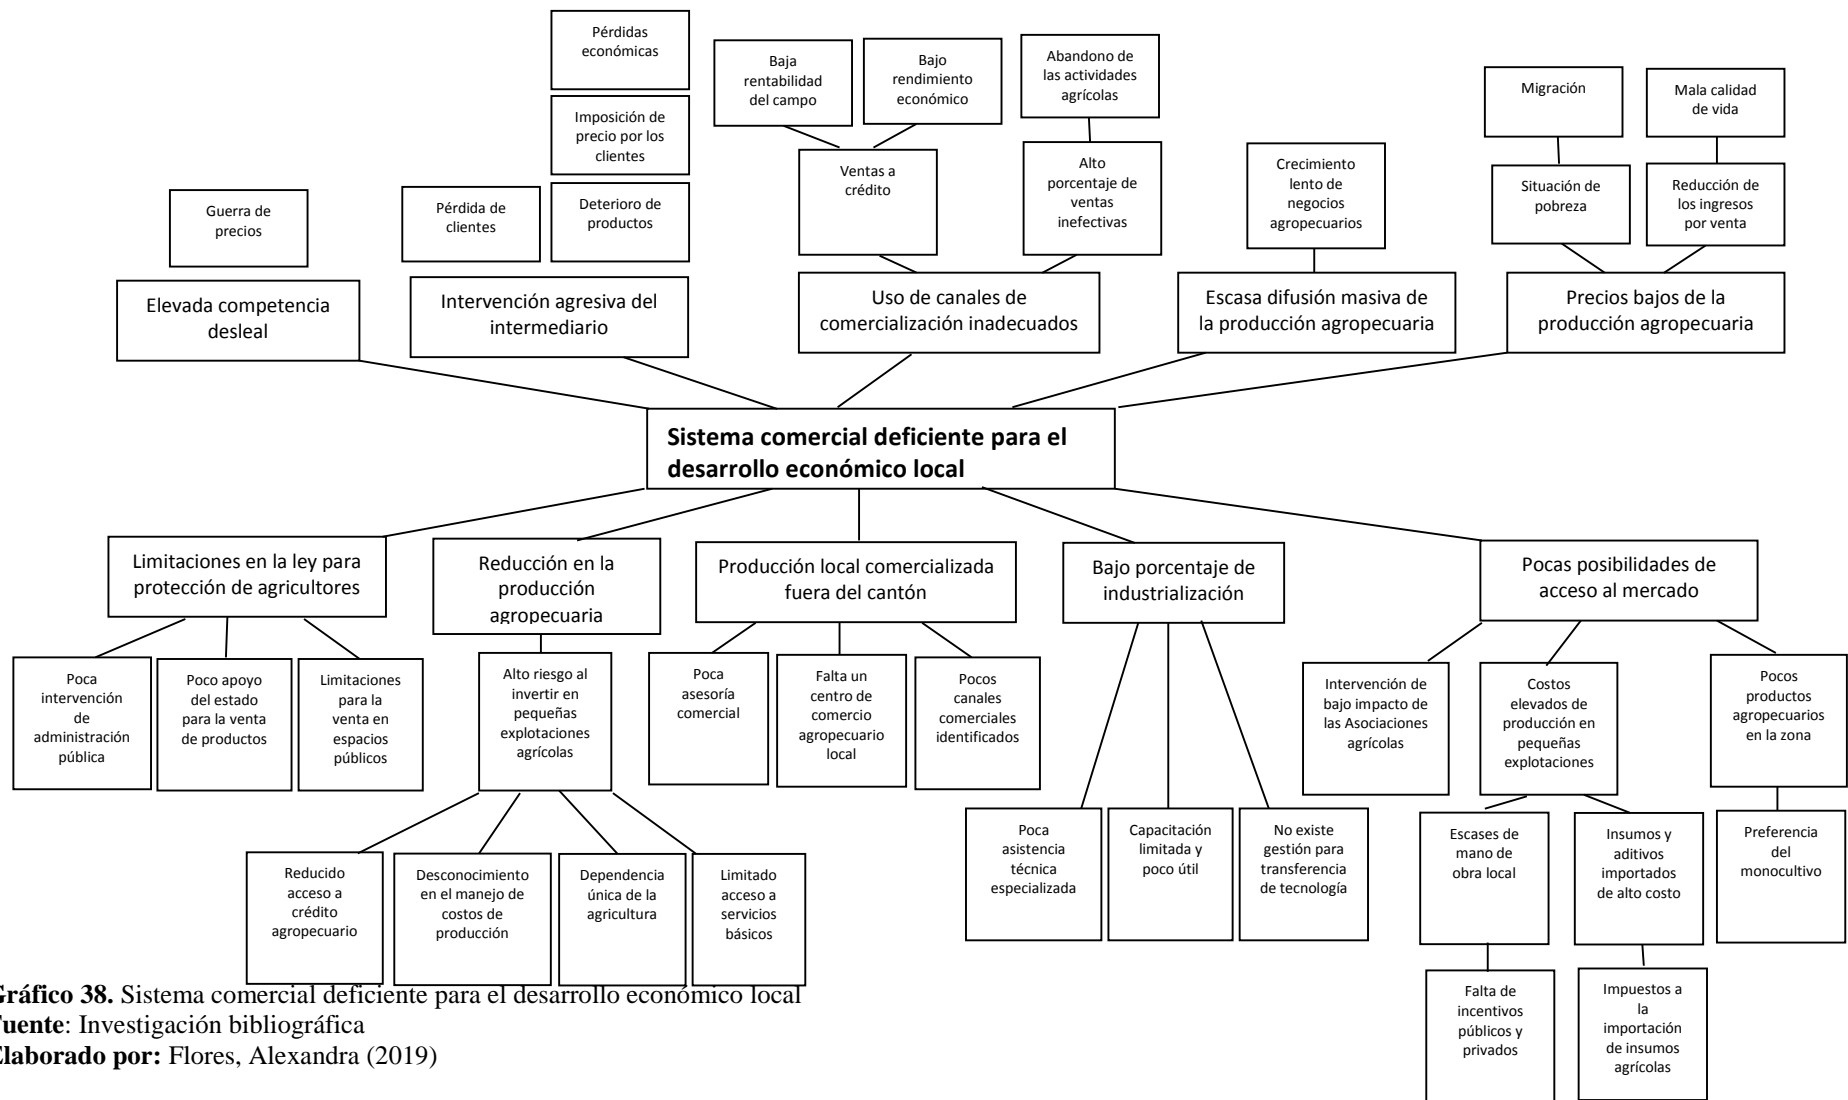 Pérdidas
económicas
Baja
rentabilidad
del campo
Bajo
rendimiento
económico
Abandono de
las actividades
agrícolas
Migración
Mala calidad
de vida
Imposición de
precio por los
clientes
Ventas a
crédito
Alto
porcentaje de
ventas
inefectivas
Crecimiento
lento de
negocios
agropecuarios
Situación de
pobreza
Reducción de
los ingresos
por venta
Guerra de
precios
Pérdida de
clientes
Deterioro de
productos
Elevada competencia
desleal
Intervención agresiva del
intermediario
Uso de canales de
comercialización inadecuados
Escasa difusión masiva de
la producción agropecuaria
Precios bajos de la
producción agropecuaria
Sistema comercial deficiente para el
desarrollo económico local
Limitaciones en la ley para
protección de agricultores
Reducción en la
producción
agropecuaria
Producción local comercializada
fuera del cantón
Bajo porcentaje de
industrialización
Pocas posibilidades de
acceso al mercado
Poca
intervención
de
administración
pública
Poco apoyo
del estado
para la venta
de productos
Limitaciones
para la
venta en
espacios
públicos
Alto riesgo al
invertir en
pequeñas
explotaciones
agrícolas
Poca
asesoría
comercial
Falta un
centro de
comercio
agropecuario
local
Pocos
canales
comerciales
identificados
Intervención de
bajo impacto de
las Asociaciones
agrícolas
Costos
elevados de
producción en
pequeñas
explotaciones
Pocos
productos
agropecuarios
en la zona
Reducido
acceso a
crédito
agropecuario
Desconocimiento
en el manejo de
costos de
producción
Dependencia
única de la
agricultura
Limitado
acceso a
servicios
básicos
Poca
asistencia
técnica
especializada
Capacitación
limitada y
poco útil
No existe
gestión para
transferencia
de tecnología
Escases de
mano de
obra local
Insumos y
aditivos
importados
de alto costo
Preferencia
del
monocultivo
Falta de
incentivos
públicos y
privados
Impuestos a
la
importación
de insumos
agrícolas
Gráfico 38. Sistema comercial deficiente para el desarrollo económico local
Fuente: Investigación bibliográfica
Elaborado por: Flores, Alexandra (2019)